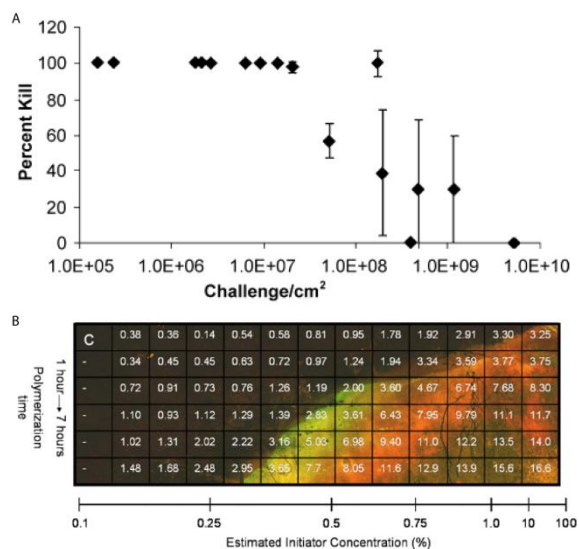 A
Percent Kill
120
100
80
60
40
20
0
1.0E+05 1.0E+06 1.0E+07 1.0E+08 1.0E+09 1.0E+10
Challenge/cm2
B
Polymerization time
1 hour → 7 hours
C 0.38 0.36 0.14 0.54 0.58 0.81 0.95 1.78 1.92 2.91 3.30 3.25
- 0.34 0.45 0.45 0.63 0.72 0.97 1.24 1.94 3.34 3.59 3.77 3.75
- 0.72 0.91 0.73 0.76 1.26 1.19 2.00 3.60 4.67 6.74 7.68 8.30
- 1.10 0.93 1.12 1.29 1.39 2.83 3.61 6.43 7.95 9.79 11.1 11.7
- 1.02 1.31 2.02 2.22 3.16 5.03 6.98 9.40 11.0 12.2 13.5 14.0
- 1.48 1.68 2.48 2.95 3.65 7.7 8.05 11.6 12.9 13.9 15.6 16.6
0.1 0.25 0.5 0.75 1.0 10 100
Estimated Initiator Concentration (%)